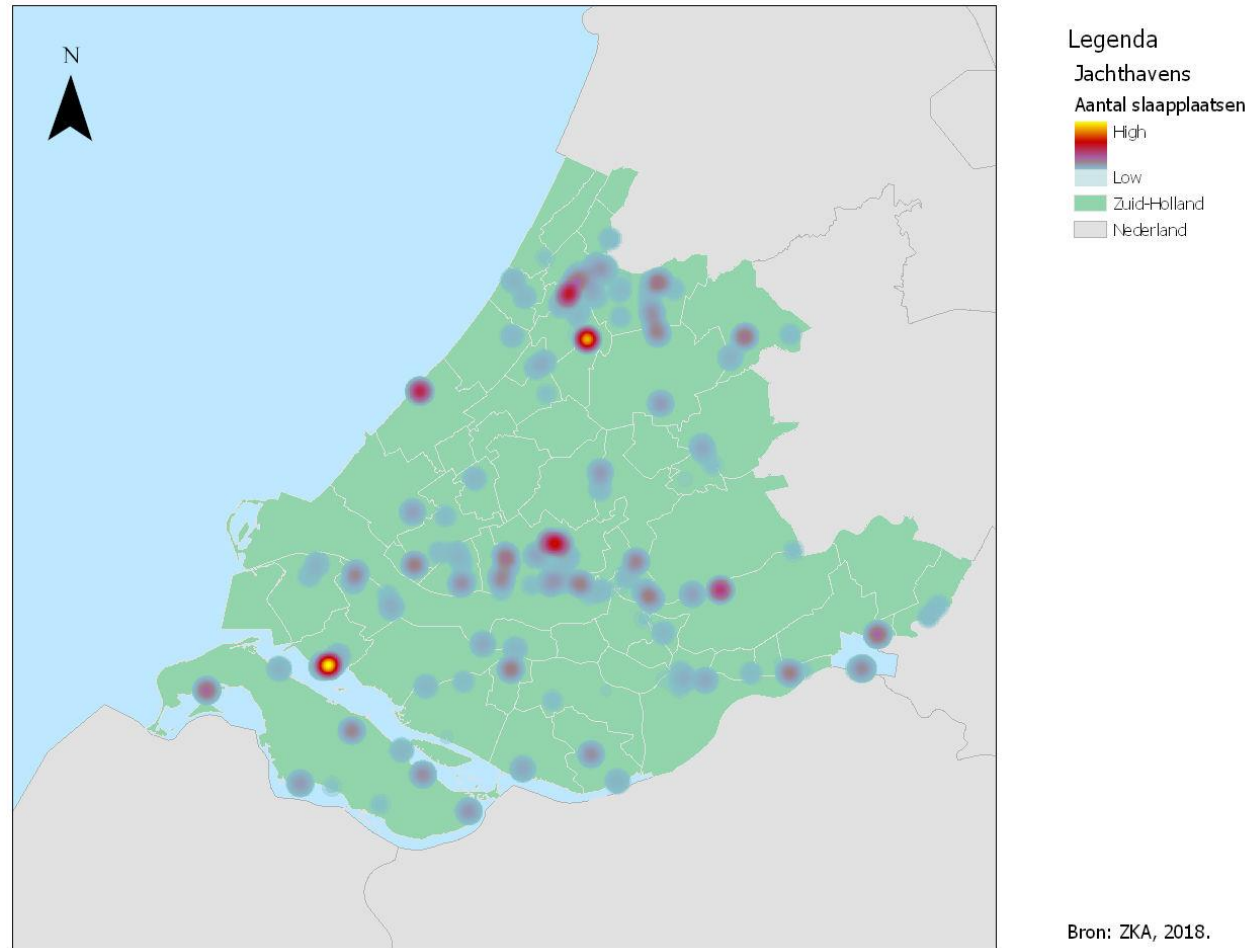 N
Legenda
Jachthavens
Aantal slaapplaatsen
High
Low
Zuid-Holland
Nederland
Bron: ZKA, 2018.